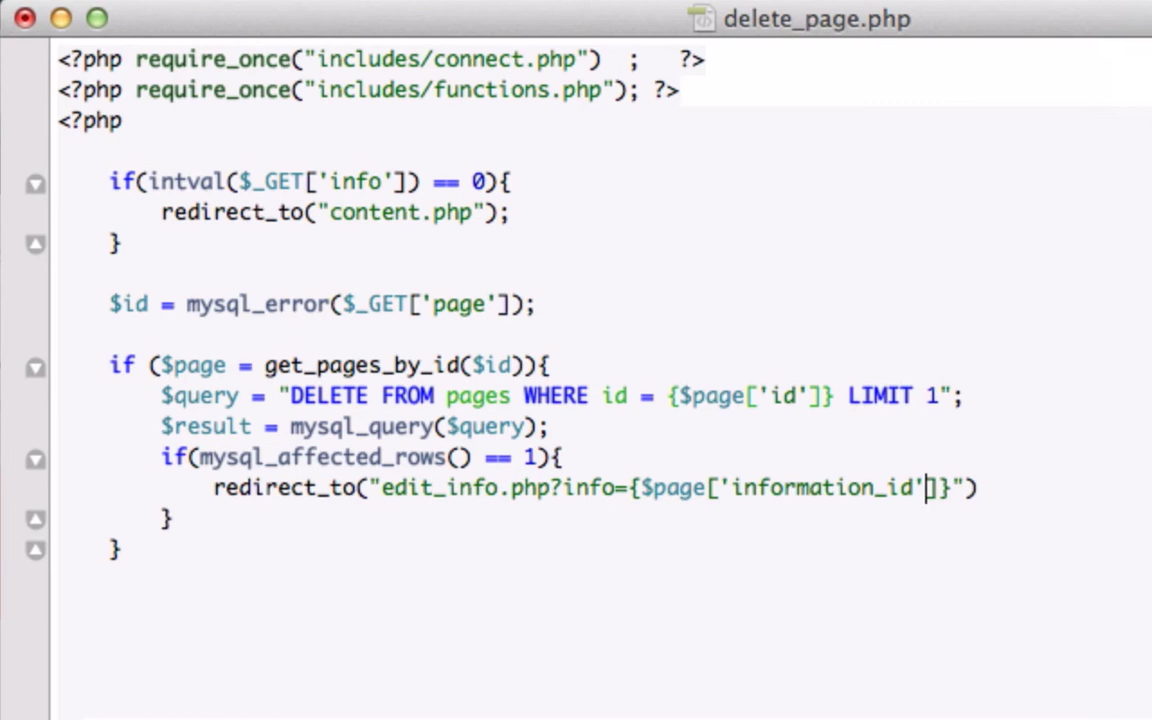 delete_page.php
<?php require_once("includes/connect.php")  ;   ?>
<?php require_once("includes/functions.php"); ?>
<?php
    if(intval($_GET['info']) == 0){
        redirect_to("content.php");
    }
    $id = mysql_error($_GET['page']);
    if ($page = get_pages_by_id($id)){
        $query = "DELETE FROM pages WHERE id = {$page['id']} LIMIT 1";
        $result = mysql_query($query);
        if(mysql_affected_rows() == 1){
            redirect_to("edit_info.php?info={$page['information_id']}")
        }
    }